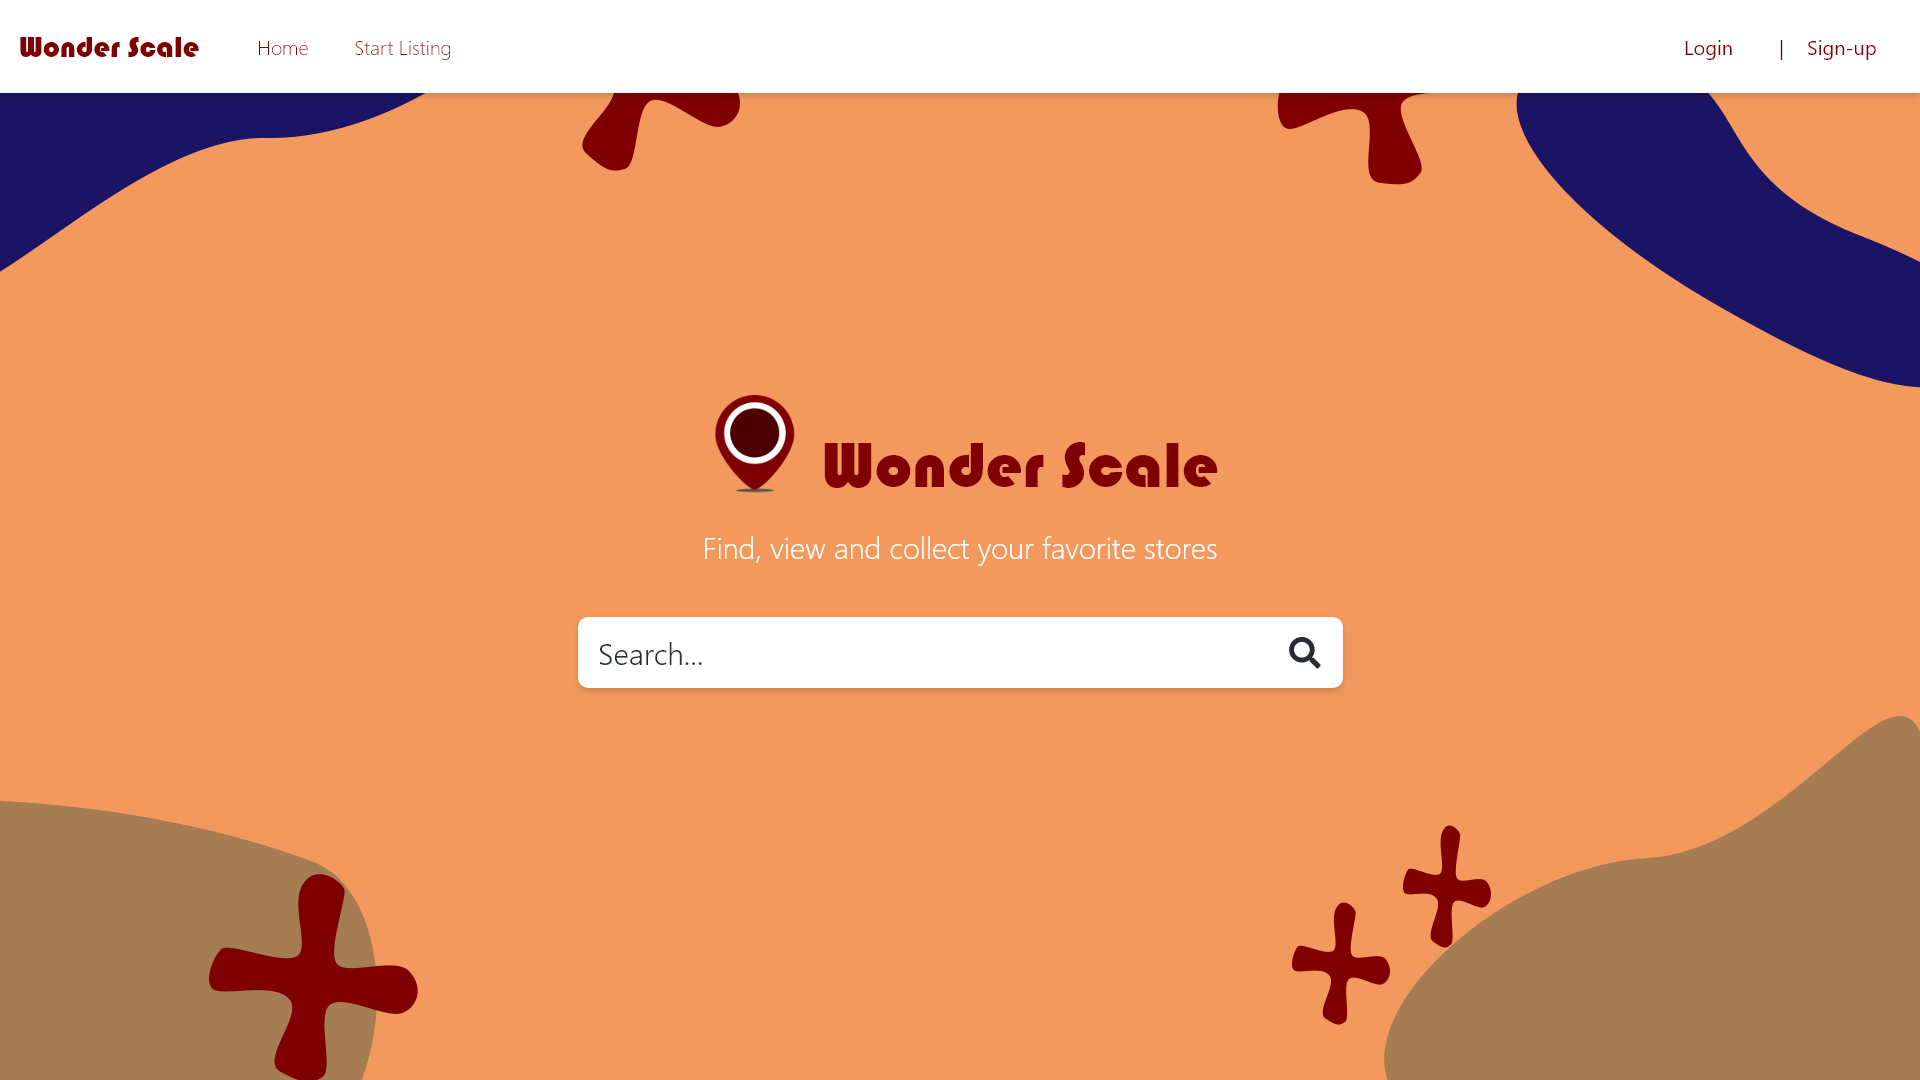 Wonder Scale Home Start Listing Login | Sign-up
Wonder Scale
Find, view and collect your favorite stores
Search...